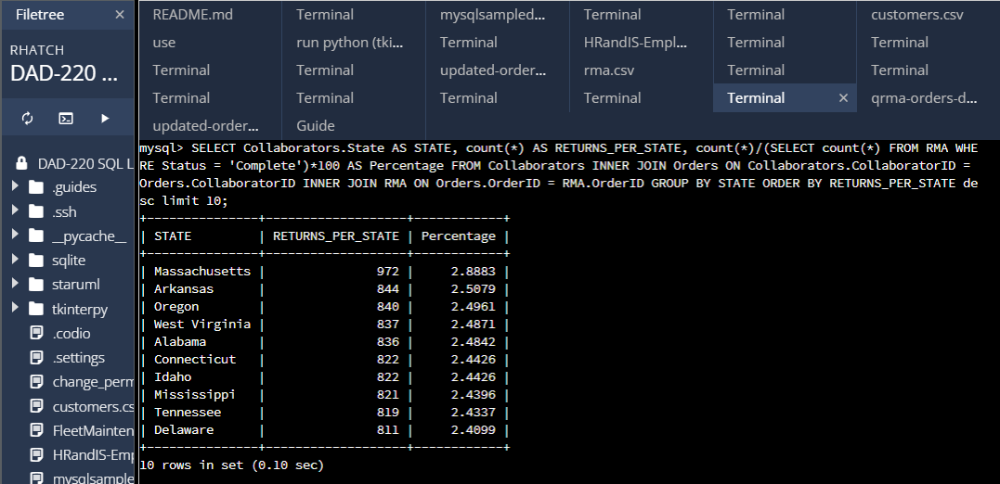 Filetree ×
RHATCH
DAD-220 ...
DAD-220 SQL L
.guides
.ssh
__pycache__
sqlite
staruml
tkinterpy
.codio
.settings
change_perm
customers.cs
FleetMainten
HRandIS-Emp
mysqlsample
README.md Terminal mysqlsampled... Terminal Terminal customers.csv
use run python (tki... Terminal HRandIS-Empl... Terminal Terminal
Terminal Terminal updated-order... rma.csv Terminal Terminal
Terminal Terminal Terminal Terminal Terminal × qrma-orders-d...
updated-order... Guide
mysql> SELECT Collaborators.State AS STATE, count(*) AS RETURNS_PER_STATE, count(*)/(SELECT count(*) FROM RMA WHE
RE Status = 'Complete')*100 AS Percentage FROM Collaborators INNER JOIN Orders ON Collaborators.CollaboratorID =
Orders.CollaboratorID INNER JOIN RMA ON Orders.OrderID = RMA.OrderID GROUP BY STATE ORDER BY RETURNS_PER_STATE de
sc limit 10;
+---------------+-------------------+------------+
| STATE         | RETURNS_PER_STATE | Percentage |
+---------------+-------------------+------------+
| Massachusetts |               972 |     2.8883 |
| Arkansas      |               844 |     2.5079 |
| Oregon        |               840 |     2.4961 |
| West Virginia |               837 |     2.4871 |
| Alabama       |               836 |     2.4842 |
| Connecticut   |               822 |     2.4426 |
| Idaho         |               822 |     2.4426 |
| Mississippi   |               821 |     2.4396 |
| Tennessee     |               819 |     2.4337 |
| Delaware      |               811 |     2.4099 |
+---------------+-------------------+------------+
10 rows in set (0.10 sec)